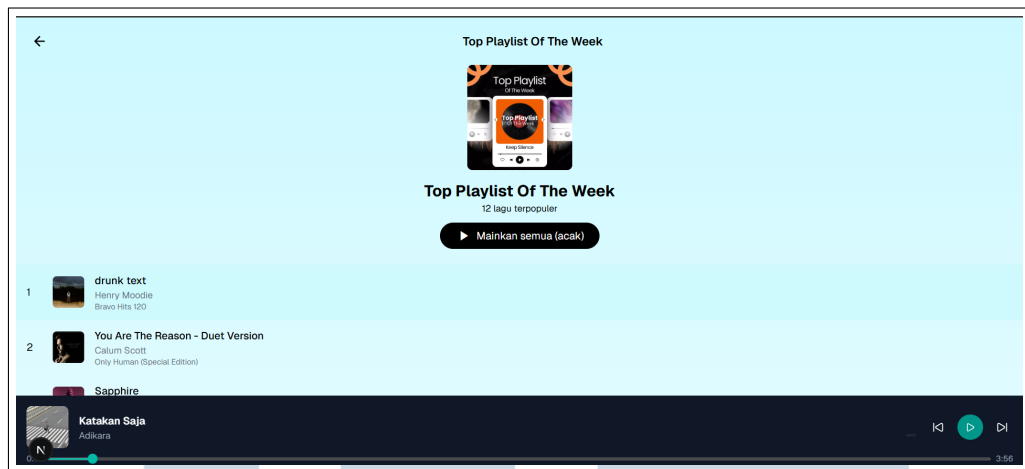 Top Playlist Of The Week
Top Playlist
Of The Week
Top Playlist
Of The Week
Keep Silence
Top Playlist Of The Week
12 lagu terpopuler
Mainkan semua (acak)
1
drunk text
Henry Moodie
Bravo Hits 120
2
You Are The Reason - Duet Version
Calum Scott
Only Human (Special Edition)
Sapphire
Katakan Saja
Adikara
N
3:56